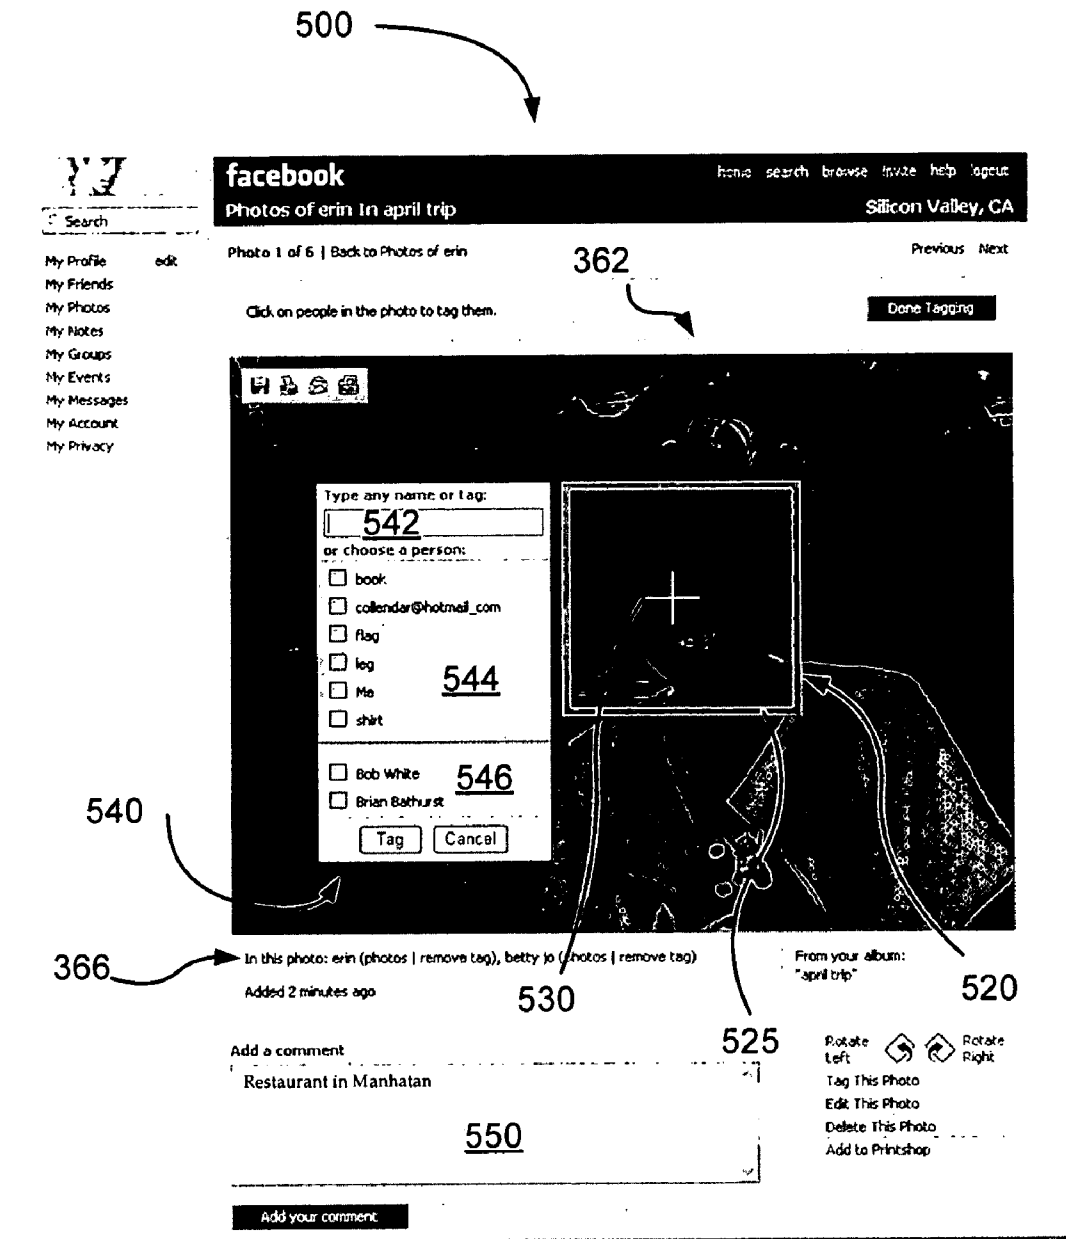 500
facebook
home search browse invite help logout
Photos of erin In april trip
Silicon Valley, CA
Search
Photo 1 of 6 | Back to Photos of erin
362
Previous Next
My Profile edit
My Friends
My Photos
My Notes
My Groups
My Events
My Messages
My Account
My Privacy
Click on people in the photo to tag them.
Done Tagging
Type any name or tag:
542
or choose a person:
book
collendar@hotmail_com
flag
leg
544
Me
shirt
Bob White
546
Brian Bathurst
Tag Cancel
540
366
In this photo: erin (photos | remove tag), betty jo (photos | remove tag)
From your album:
"april trip"
Added 2 minutes ago
530
520
525
Add a comment
Rotate Left
Rotate Right
Restaurant in Manhatan
550
Tag This Photo
Edit This Photo
Delete This Photo
Add to Printshop
Add your comment